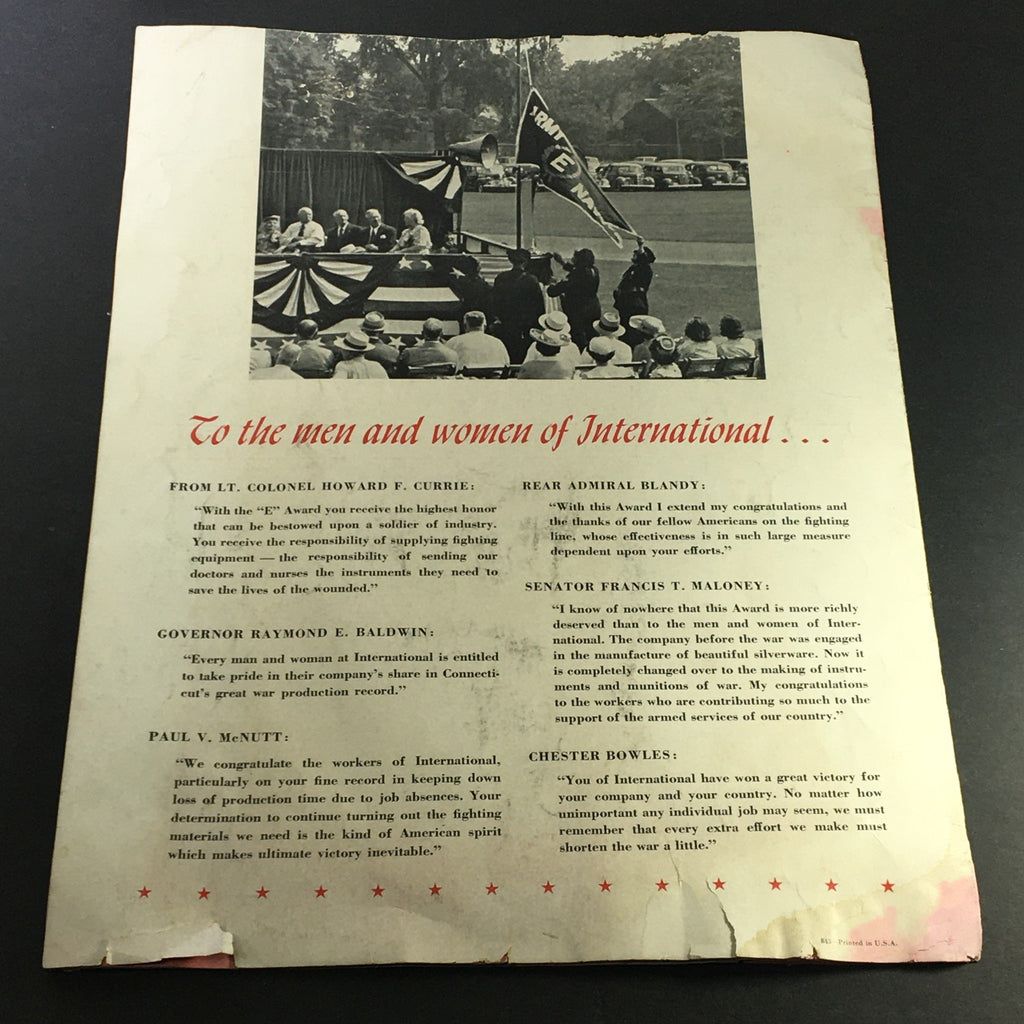 ARMY
E
NAVY
To the men and women of International . . .
FROM LT. COLONEL HOWARD F. CURRIE:
“With the “E” Award you receive the highest honor
that can be bestowed upon a soldier of industry.
You receive the responsibility of supplying fighting
equipment — the responsibility of sending our
doctors and nurses the instruments they need to
save the lives of the wounded.”
GOVERNOR RAYMOND E. BALDWIN:
“Every man and woman at International is entitled
to take pride in their company’s share in Connecti-
cut’s great war production record.”
PAUL V. McNUTT:
“We congratulate the workers of International,
particularly on your fine record in keeping down
loss of production time due to job absences. Your
determination to continue turning out the fighting
materials we need is the kind of American spirit
which makes ultimate victory inevitable.”
REAR ADMIRAL BLANDY:
“With this Award I extend my congratulations and
the thanks of our fellow Americans on the fighting
line, whose effectiveness is in such large measure
dependent upon your efforts.”
SENATOR FRANCIS T. MALONEY:
“I know of nowhere that this Award is more richly
deserved than to the men and women of Inter-
national. The company before the war was engaged
in the manufacture of beautiful silverware. Now it
is completely changed over to the making of instru-
ments and munitions of war. My congratulations
to the workers who are contributing so much to the
support of the armed services of our country.”
CHESTER BOWLES:
“You of International have won a great victory for
your company and your country. No matter how
unimportant any individual job may seem, we must
remember that every extra effort we make must
shorten the war a little.”
Printed in U.S.A.